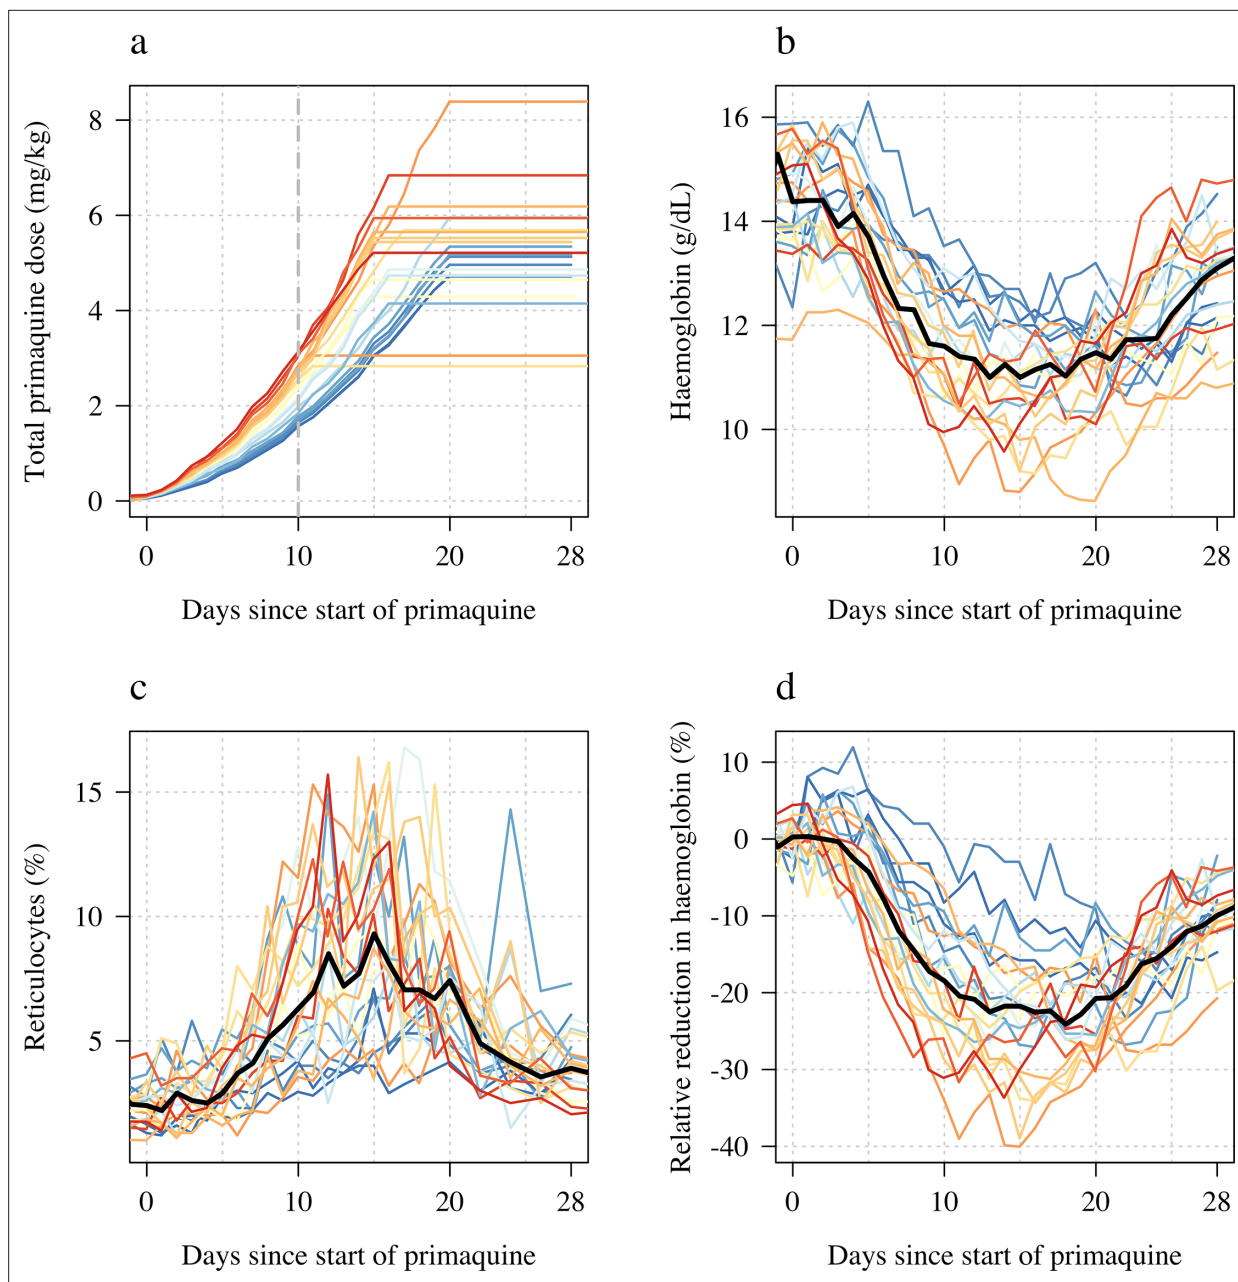 a
Total primaquine dose (mg/kg)
8
6
4
2
0
0 10 20 28
Days since start of primaquine
b
Haemoglobin (g/dL)
16
14
12
10
0 10 20 28
Days since start of primaquine
c
Reticulocytes (%)
15
10
5
0 10 20 28
Days since start of primaquine
d
Relative reduction in haemoglobin (%)
10
0
-10
-20
-30
-40
0 10 20 28
Days since start of primaquine